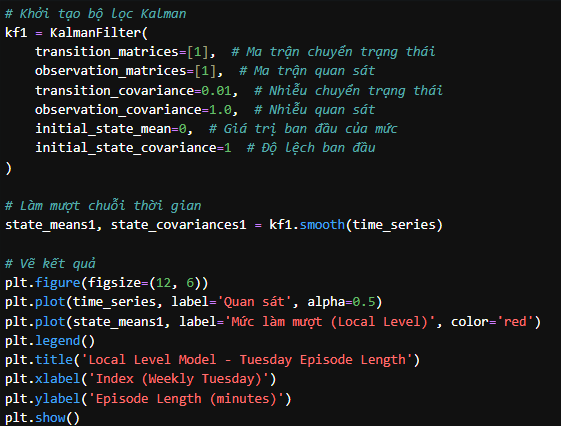 # Khởi tạo bộ lọc Kalman
kf1 = KalmanFilter(
    transition_matrices=[1],  # Ma trận chuyển trạng thái
    observation_matrices=[1],  # Ma trận quan sát
    transition_covariance=0.01,  # Nhiễu chuyển trạng thái
    observation_covariance=1.0,  # Nhiễu quan sát
    initial_state_mean=0,  # Giá trị ban đầu của mức
    initial_state_covariance=1  # Độ lệch ban đầu
)

# Làm mượt chuỗi thời gian
state_means1, state_covariances1 = kf1.smooth(time_series)

# Vẽ kết quả
plt.figure(figsize=(12, 6))
plt.plot(time_series, label='Quan sát', alpha=0.5)
plt.plot(state_means1, label='Mức làm mượt (Local Level)', color='red')
plt.legend()
plt.title('Local Level Model - Tuesday Episode Length')
plt.xlabel('Index (Weekly Tuesday)')
plt.ylabel('Episode Length (minutes)')
plt.show()